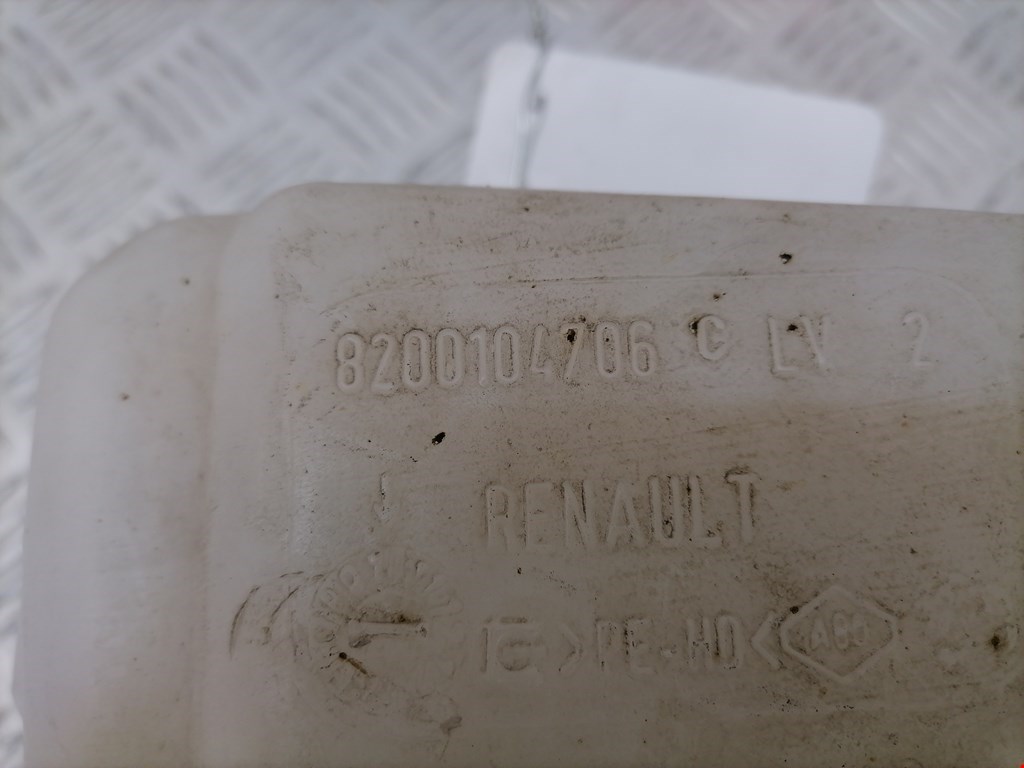 8200104706 C LV 2
RENAULT
>PE-HD<